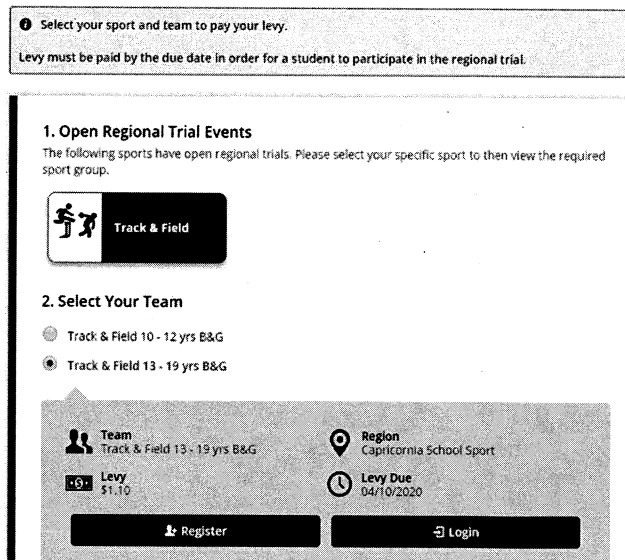 Select your sport and team to pay your levy.
Levy must be paid by the due date in order for a student to participate in the regional trial.
1. Open Regional Trial Events
The following sports have open regional trials. Please select your specific sport to then view the required
sport group.
Track & Field
2. Select Your Team
Track & Field 10 - 12 yrs B&G
Track & Field 13 - 19 yrs B&G
Team
Track & Field 13 - 19 yrs B&G
Region
Capricornia School Sport
Levy
$1.10
Levy Due
04/10/2020
Register
Login